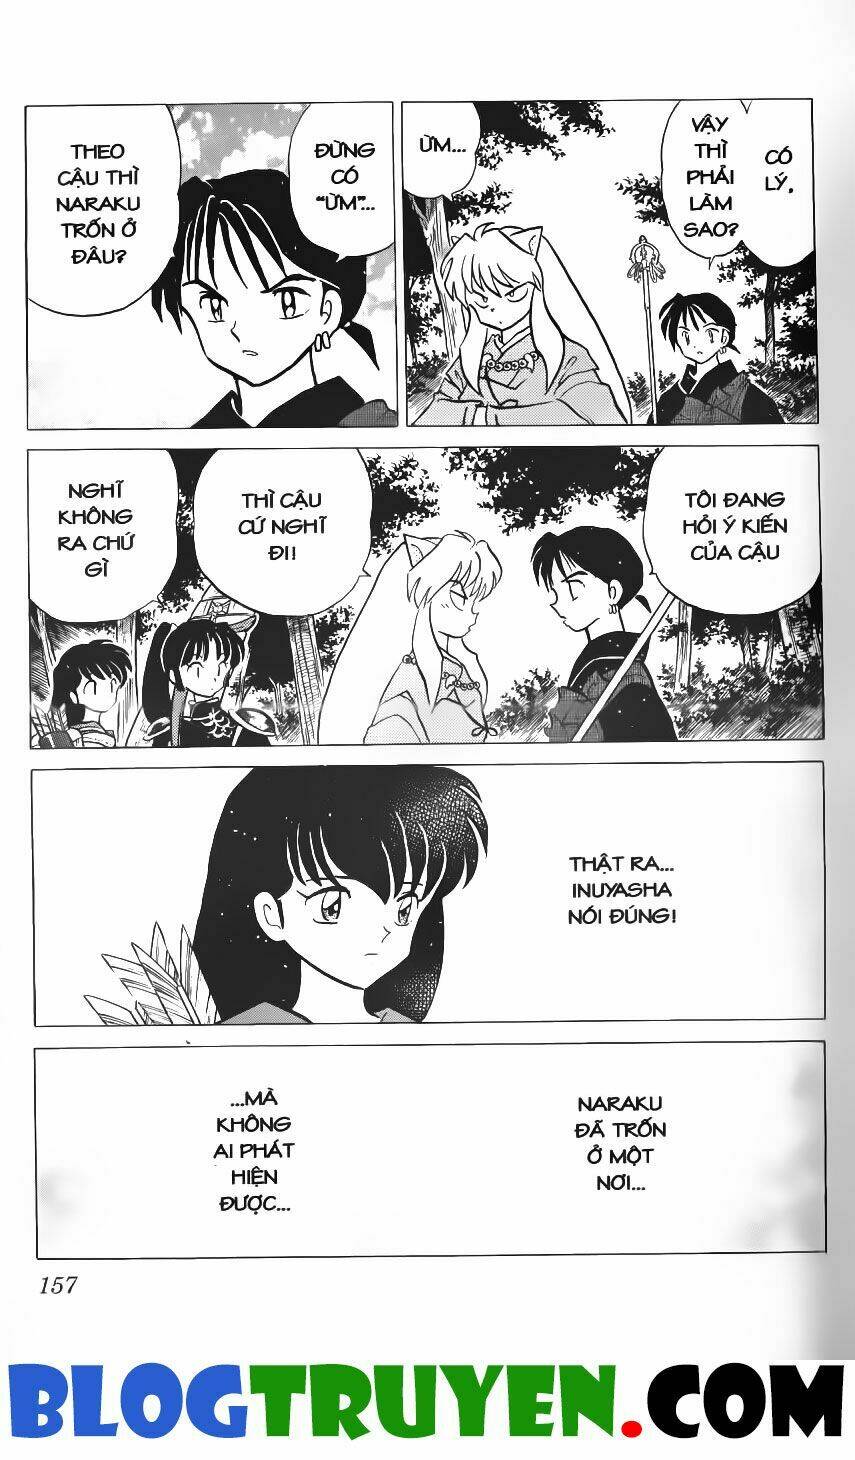 CÓ
LÝ.
VẬY
THÌ
PHẢI
LÀM
SAO?
ỪM...
ĐỪNG
CÓ
“ỪM”...
THEO
CẬU THÌ
NARAKU
TRỐN Ở
ĐÂU?
TÔI ĐANG
HỎI Ý KIẾN
CỦA CẬU
THÌ CẬU
CỨ NGHĨ
ĐI!
NGHĨ
KHÔNG
RA CHỨ
GÌ
THẬT RA...
INUYASHA
NÓI ĐÚNG!
NARAKU
ĐÃ TRỐN
Ở MỘT
NƠI...
...MÀ
KHÔNG
AI PHÁT
HIỆN
ĐƯỢC...
157
BLOGTRUYEN.COM